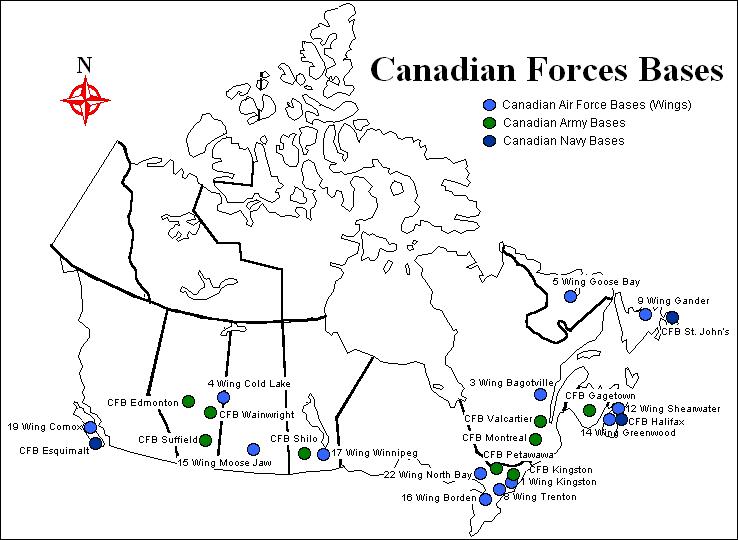 N
Canadian Forces Bases
Canadian Air Force Bases (Wings)
Canadian Army Bases
Canadian Navy Bases
5 Wing Goose Bay
9 Wing Gander
CFB St. John's
4 Wing Cold Lake
3 Wing Bagotville
CFB Edmonton
CFB Gagetown
CFB Wainwright
12 Wing Shearwater
CFB Valcartier
CFB Halifax
19 Wing Comox
14 Wing Greenwood
CFB Suffield
CFB Shilo
CFB Montreal
CFB Esquimalt
17 Wing Winnipeg
CFB Petawawa
15 Wing Moose Jaw
CFB Kingston
22 Wing North Bay
1 Wing Kingston
16 Wing Borden
8 Wing Trenton